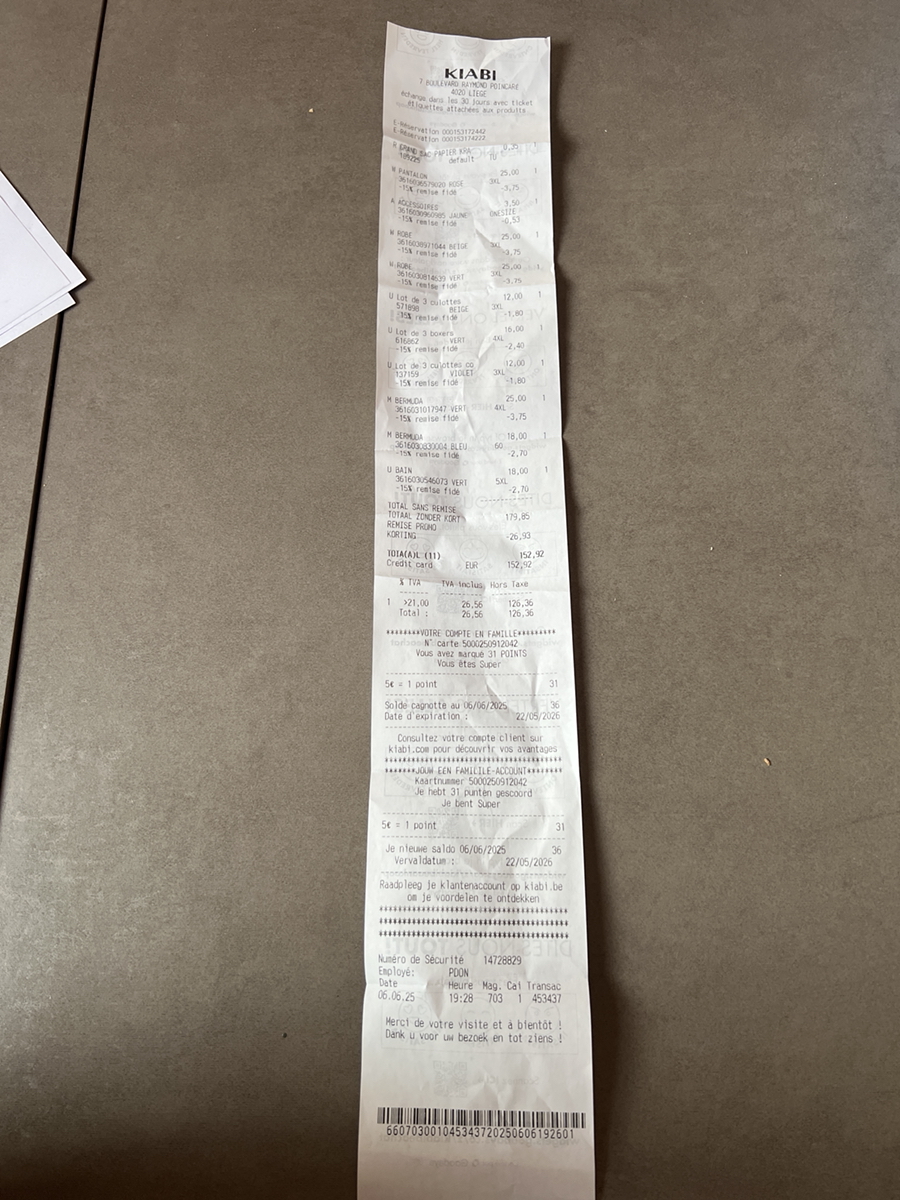 KIABI
7 BOULEVARD RAYMOND POINCARE
4020 LIEGE
échange dans les 30 jours avec ticket
étiquettes attachées aux produits
E-Réservation 000153172442
E-Réservation 000153174222
R GRAND SAC PAPIER KRA 0,35 1
189225 default TU
W PANTALON 25,00 1
3616036579020 ROSE 3XL
-15% remise fidé -3,75
A ACCESSOIRES 3,50 1
3616030960985 JAUNE ONESIZE
-15% remise fidé -0,53
W ROBE 25,00 1
3616030971044 BEIGE 3XL
-15% remise fidé -3,75
W ROBE 25,00 1
3616030814639 VERT 3XL
-15% remise fidé -3,75
U Lot de 3 culottes 12,00 1
571898 BEIGE 3XL
-15% remise fidé -1,80
U Lot de 3 boxers 16,00 1
616862 VERT 4XL
-15% remise fidé -2,40
U Lot de 3 culottes co 12,00 1
137159 VIOLET 3XL
-15% remise fidé -1,80
M BERMUDA 25,00 1
3616031017947 VERT 4XL
-15% remise fidé -3,75
M BERMUDA 18,00 1
3616030830004 BLEU 60
-15% remise fidé -2,70
U BAIN 18,00 1
3616030546073 VERT 5XL
-15% remise fidé -2,70
TOTAL SANS REMISE
TOTAAL ZONDER KORT 179,85
REMISE PROMO
KORTING -26,93
TOTA(A)L (11) 152,92
Credit card EUR 152,92
% TVA TVA inclus Hors Taxe
1 >21,00 26,56 126,36
Total : 26,56 126,36
********VOTRE COMPTE EN FAMILLE********
N° carte 5000250912042
Vous avez marqué 31 POINTS
Vous êtes Super
5€ = 1 point 31
Solde cagnotte au 06/06/2025 36
Date d'expiration : 22/05/2026
Consultez votre compte client sur
kiabi.com pour découvrir vos avantages
*******JOUW EEN FAMILILE-ACCOUNT*******
Kaartnummer 5000250912042
Je hebt 31 punten gescoord
Je bent Super
5€ = 1 point 31
Je nieuwe saldo 06/06/2025 36
Vervaldatum : 22/05/2026
Raadpleeg je klantenaccount op kiabi.be
om je voordelen te ontdekken
Numéro de Sécurité 14728829
Employé: PDON
Date Heure Mag. Cai Transac
06.06.25 19:28 703 1 453437
Merci de votre visite et à bientôt !
Dank u voor uw bezoek en tot ziens !
66070300104534372025060619260​1